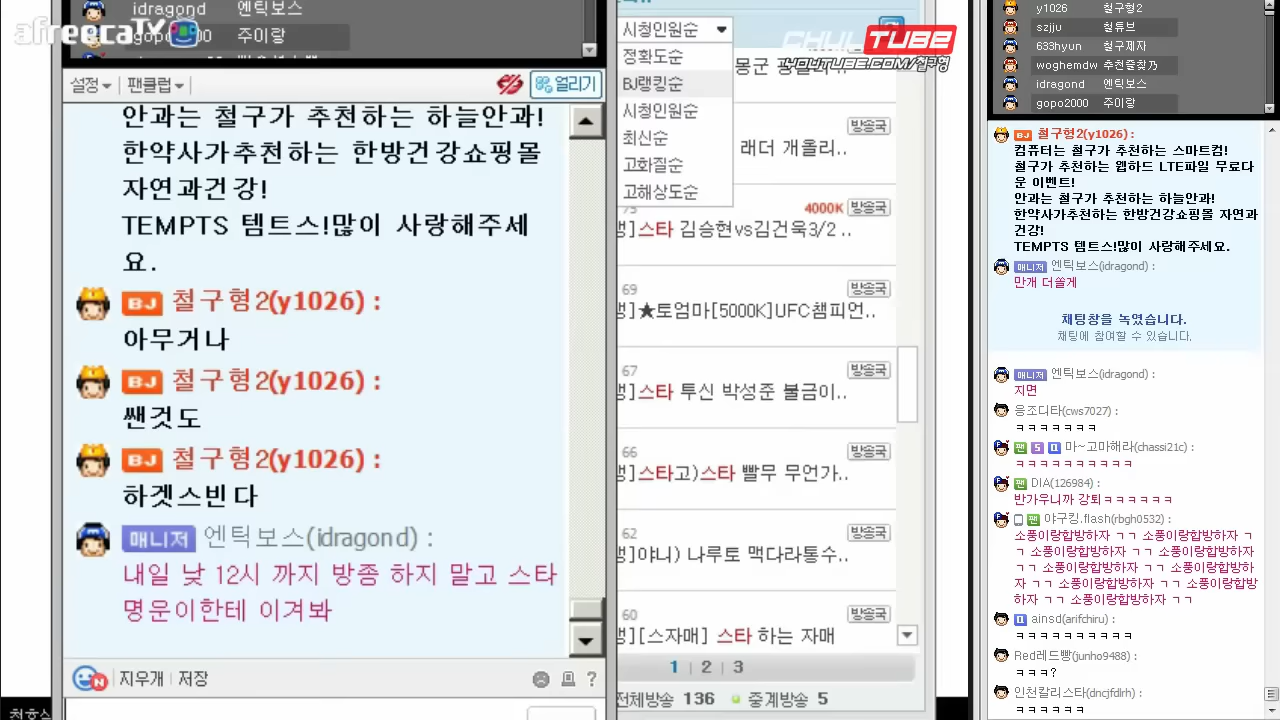 afreecaTV
idragond 엔틱보스
주이랑
설정
팬클럽
얼리기
안과는 철구가 추천하는 하늘안과!
한약사가추천하는 한방건강쇼핑몰
자연과건강!
TEMPTS 템트스!많이 사랑해주세
요.
BJ 철구형2(y1026) :
아무거나
BJ 철구형2(y1026) :
쌘것도
BJ 철구형2(y1026) :
하겟스빈다
매니저 엔틱보스(idragond) :
내일 낮 12시 까지 방종 하지 말고 스타
명운이한테 이겨봐
지우개 | 저장
?
시청인원순
정확도순
BJ랭킹순
시청인원순
최신순
고화질순
고해상도순
CHULTUBE
YOUTUBE.COM/철구형
방송국
래더 개올리..
4000K 방송국
스타 김승현vs김건욱3/2 ..
69 방송국
★토엄마[5000K]UFC챔피언..
67 방송국
스타 투신 박성준 불금이..
66 방송국
스타고)스타 빨무 무언가..
62 방송국
야니) 나루토 맥다라통수..
60 방송국
[스자매] 스타 하는 자매
1 | 2 | 3
전체방송 136 중계방송 5
y1026 철구형2
szjju 철튜브
woghemdw 추천줄찢乃
idragond 엔틱보스
BJ 철구형2(y1026) :
컴퓨터는 철구가 추천하는 스마트컴!
철구가 추천하는 웹하드 LTE파일 무료다
운 이벤트!
안과는 철구가 추천하는 하늘안과!
한약사가추천하는 한방건강쇼핑몰 자연과
건강!
TEMPTS 템트스!많이 사랑해주세요.
매니저 엔틱보스(idragond) :
만개 더쏠게
채팅창을 녹였습니다.
채팅에 참여할 수 있습니다.
매니저 엔틱보스(idragond) :
지면
응조디타(cws7027) :
ㅋㅋㅋㅋㅋㅋㅋ
팬 S 마~고마해라(chassi21c) :
ㅋㅋㅋㅋㅋㅋㅋㅋㅋㅋ
팬 DIA(126984) :
반가우니까 강퇴ㅋㅋㅋㅋㅋㅋ
팬 야구킹.flash(rbgh0532) :
소풍이랑합방하자 ㄱㄱ 소풍이랑합방하자 ㄱ
ㄱ 소풍이랑합방하자 ㄱㄱ 소풍이랑합방하자
ㄱㄱ 소풍이랑합방하자 ㄱㄱ 소풍이랑합방하
자 ㄱㄱ 소풍이랑합방하자 ㄱㄱ 소풍이랑합방
하자 ㄱㄱ 소풍이랑합방하자 ㄱㄱ
ainsd(arifchiru) :
ㅋㅋㅋㅋㅋㅋㅋㅋㅋㅋ
Red레드빵(junho9488) :
ㅋㅋㅋ?
인천칼리스타(dncjfdlrh) :
ㅋㅋㅋㅋㅋㅋ